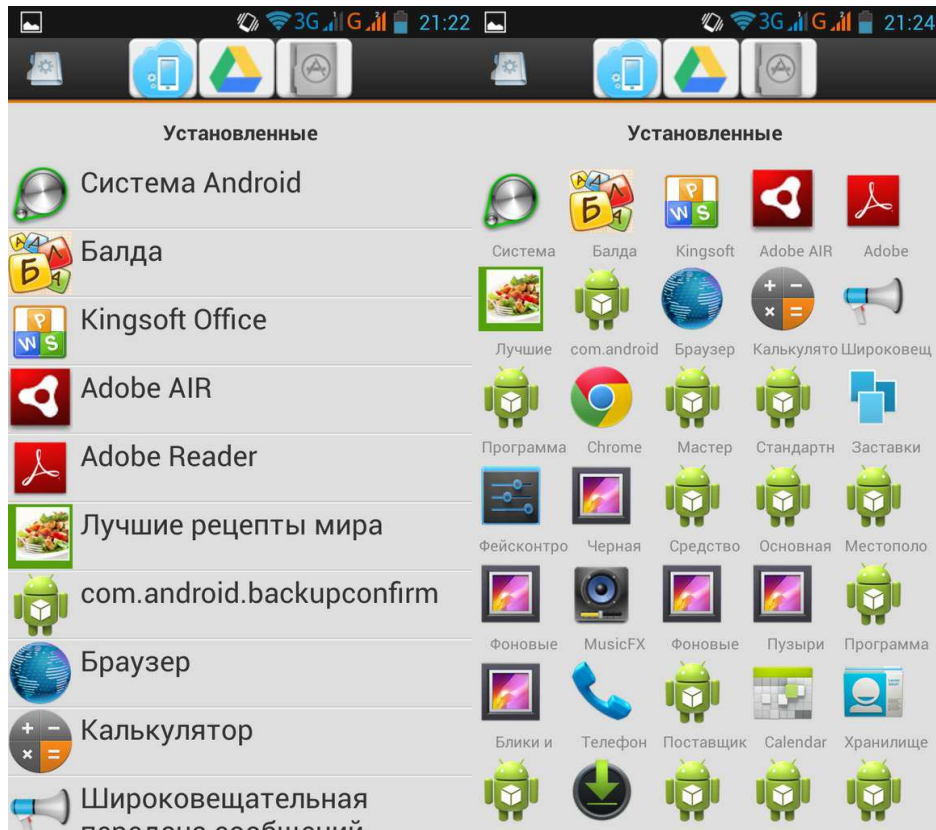 3G G 21:22
Установленные
Система Android
Балда
Kingsoft Office
Adobe AIR
Adobe Reader
Лучшие рецепты мира
com.android.backupconfirm
Браузер
Калькулятор
Широковещательная
передача сообщений
3G G 21:24
Установленные
Система Балда Kingsoft Adobe AIR Adobe
Лучшие com.android Браузер Калькулято Широковещ
Программа Chrome Мастер Стандартн Заставки
Фейсконтро Черная Средство Основная Местополо
Фоновые MusicFX Фоновые Пузыри Программа
Блики и Телефон Поставщик Calendar Хранилище